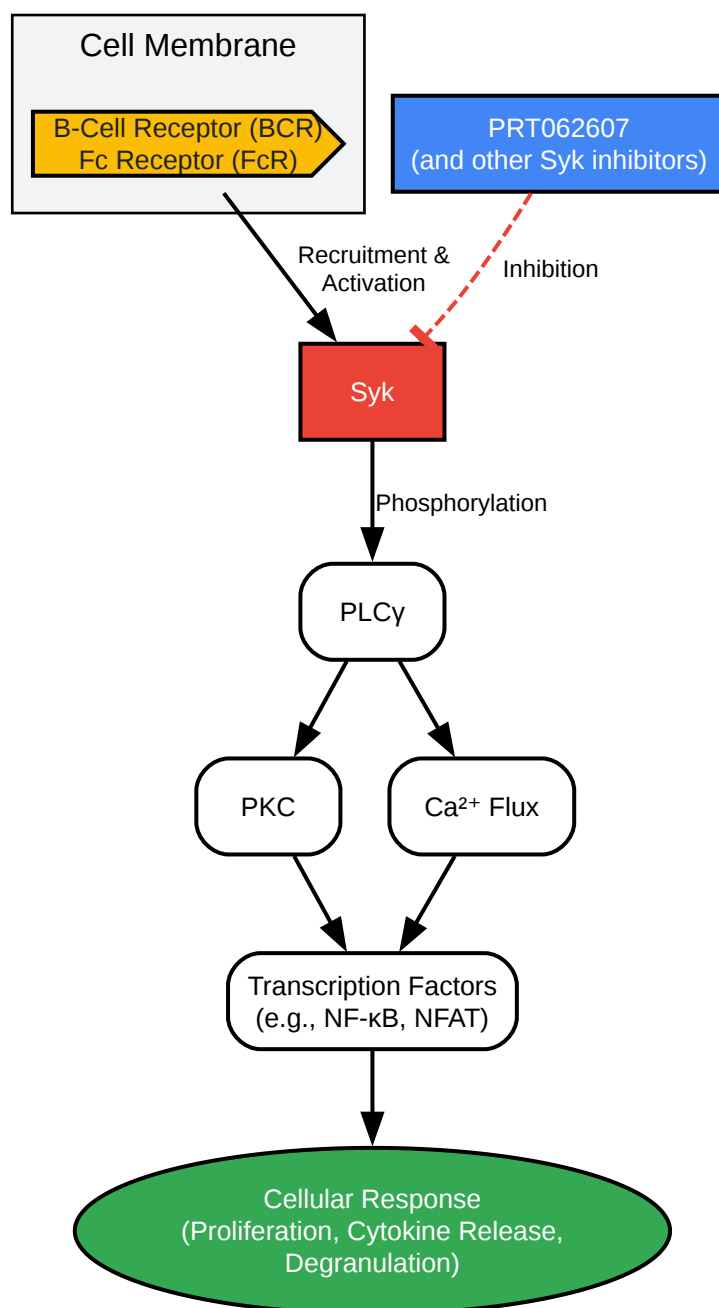 Cell Membrane
B-Cell Receptor (BCR)
Fc Receptor (FcR)
PRT062607
(and other Syk inhibitors)
Recruitment &
Activation
Inhibition
Syk
Phosphorylation
PLCγ
PKC
Ca²⁺ Flux
Transcription Factors
(e.g., NF-κB, NFAT)
Cellular Response
(Proliferation, Cytokine Release,
Degranulation)